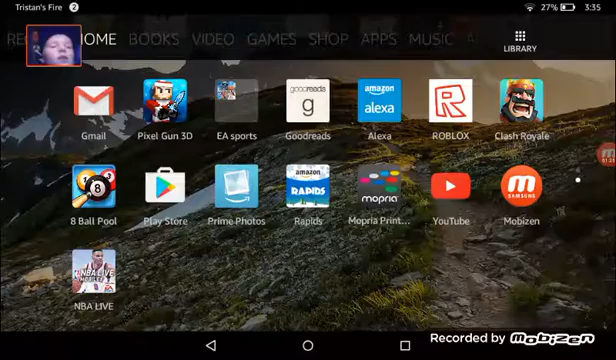 Tristan's Fire 2 27% 3:35
HOME BOOKS VIDEO GAMES SHOP APPS MUSIC
LIBRARY
goodreads
g
amazon
alexa
Gmail Pixel Gun 3D EA sports Goodreads Alexa ROBLOX Clash Royale
8
amazon
RAPIDS
mopria
SAMSUNG
8 Ball Pool Play Store Prime Photos Rapids Mopria Print... YouTube Mobizen
NBA LIVE
MOBILE
NBA LIVE
Recorded by MOBIZEN